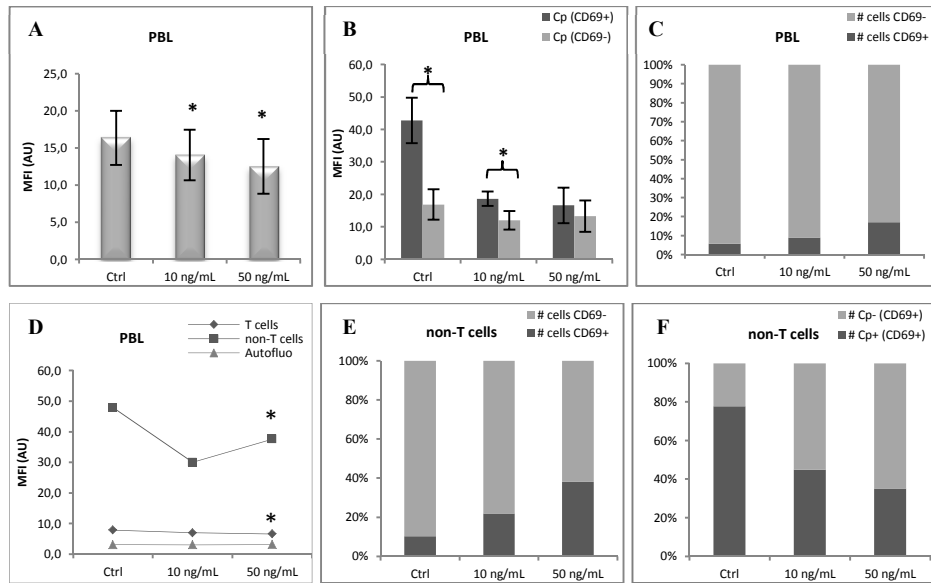 A
PBL
MFI (AU)
25,0
20,0
15,0
10,0
5,0
0,0
* *
Ctrl 10 ng/mL 50 ng/mL
B
Cp (CD69+)
Cp (CD69-)
PBL
MFI (AU)
60,0
50,0
40,0
30,0
20,0
10,0
0,0
*
*
Ctrl 10 ng/mL 50 ng/mL
C
# cells CD69-
# cells CD69+
PBL
100%
90%
80%
70%
60%
50%
40%
30%
20%
10%
0%
Ctrl 10 ng/mL 50 ng/mL
D
PBL
T cells
non-T cells
Autofluo
MFI (AU)
60,0
50,0
40,0
30,0
20,0
10,0
0,0
*
*
Ctrl 10 ng/mL 50 ng/mL
E
# cells CD69-
# cells CD69+
non-T cells
100%
80%
60%
40%
20%
0%
Ctrl 10 ng/mL 50 ng/mL
F
# Cp- (CD69+)
# Cp+ (CD69+)
non-T cells
100%
80%
60%
40%
20%
0%
Ctrl 10 ng/mL 50 ng/mL